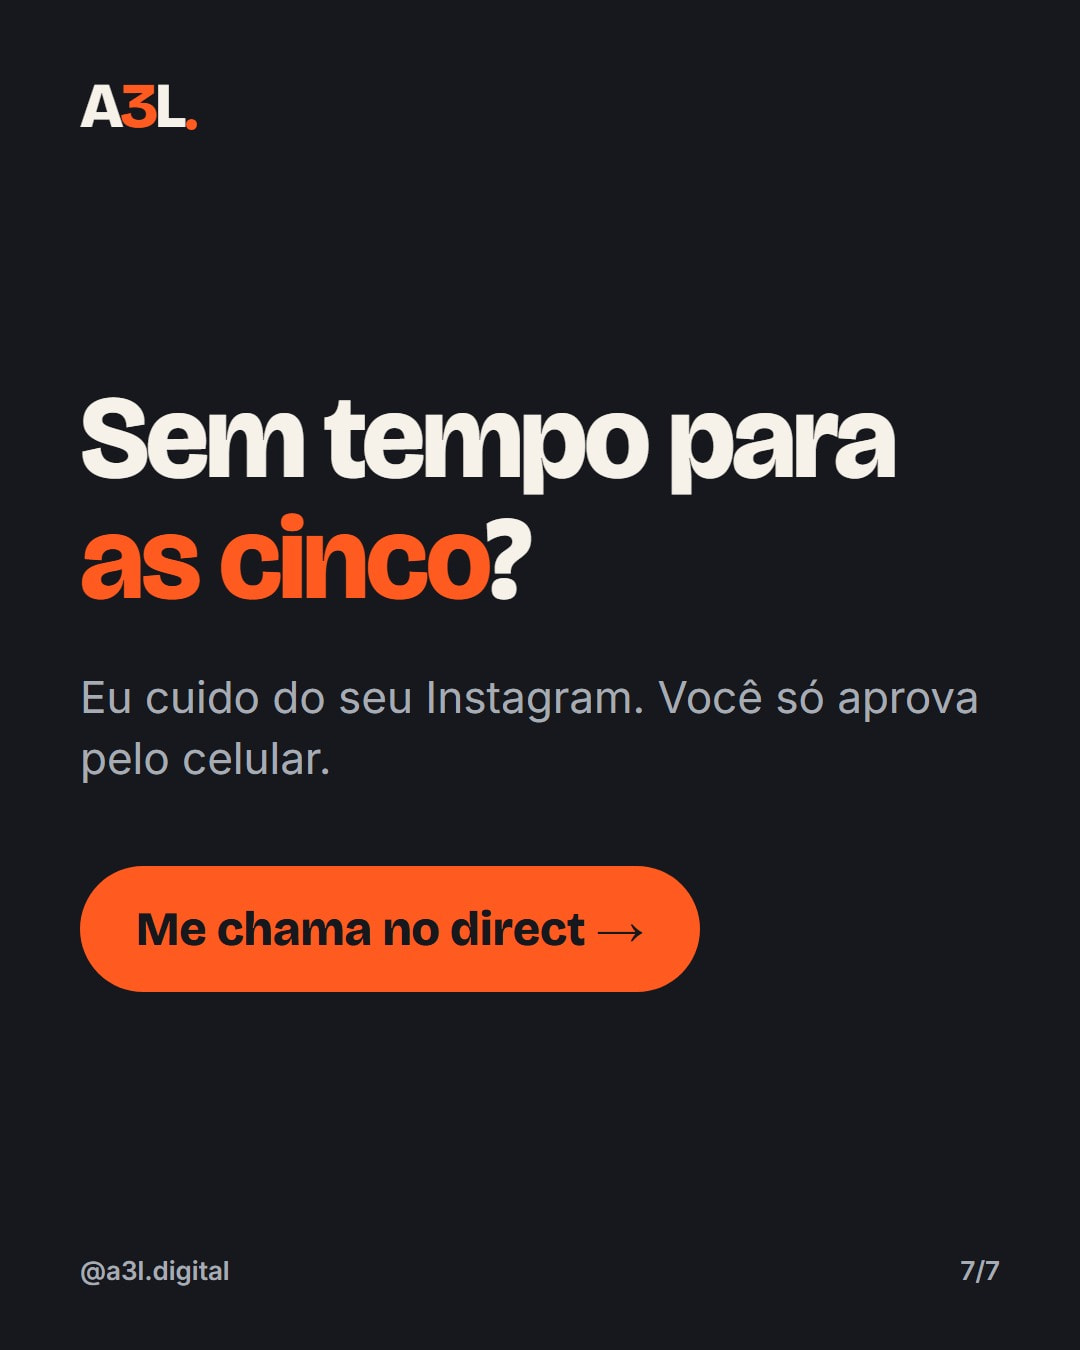 A3L.
Sem tempo para
as cinco?
Eu cuido do seu Instagram. Você só aprova
pelo celular.
Me chama no direct →
@a3l.digital
7/7